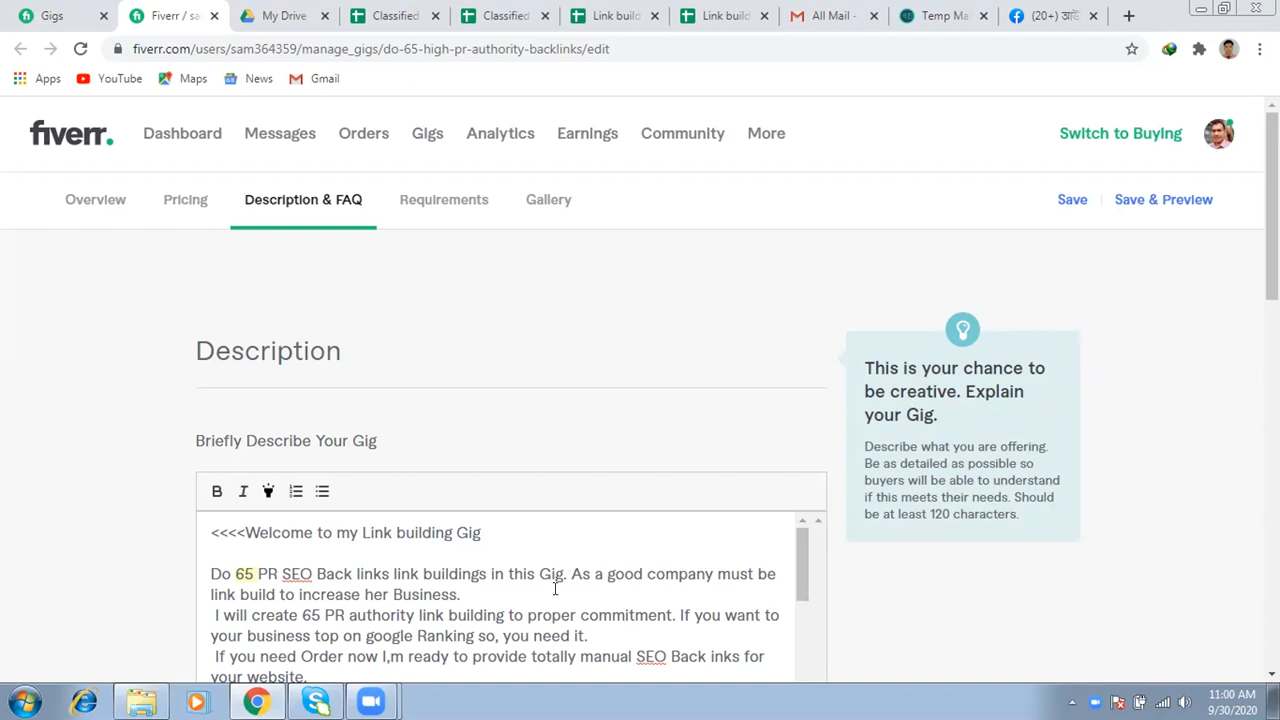 Gigs
Fiverr / sa
My Drive
Classified
Classified
Link build
Link build
All Mail -
Temp Ma
fiverr.com/users/sam364359/manage_gigs/do-65-high-pr-authority-backlinks/edit
Apps
YouTube
Maps
News
Gmail
fiverr.
Dashboard
Messages
Orders
Gigs
Analytics
Earnings
Community
More
Switch to Buying
Overview
Pricing
Description & FAQ
Requirements
Gallery
Save
Save & Preview
Description
Briefly Describe Your Gig
B I
<<<<Welcome to my Link building Gig
Do 65 PR SEO Back links link buildings in this Gig. As a good company must be
link build to increase her Business.
I will create 65 PR authority link building to proper commitment. If you want to
your business top on google Ranking so, you need it.
If you need Order now I,m ready to provide totally manual SEO Back inks for
your website.
This is your chance to
be creative. Explain
your Gig.
Describe what you are offering.
Be as detailed as possible so
buyers will be able to understand
if this meets their needs. Should
be at least 120 characters.
11:00 AM
9/30/2020